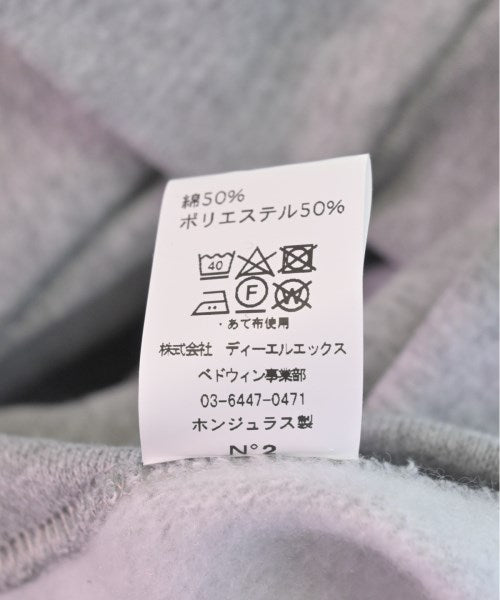 綿50%
ポリエステル50%
40
F W
・あて布使用
株式会社 ディーエルエックス
ベドウィン事業部
03-6447-0471
ホンジュラス製
N°2